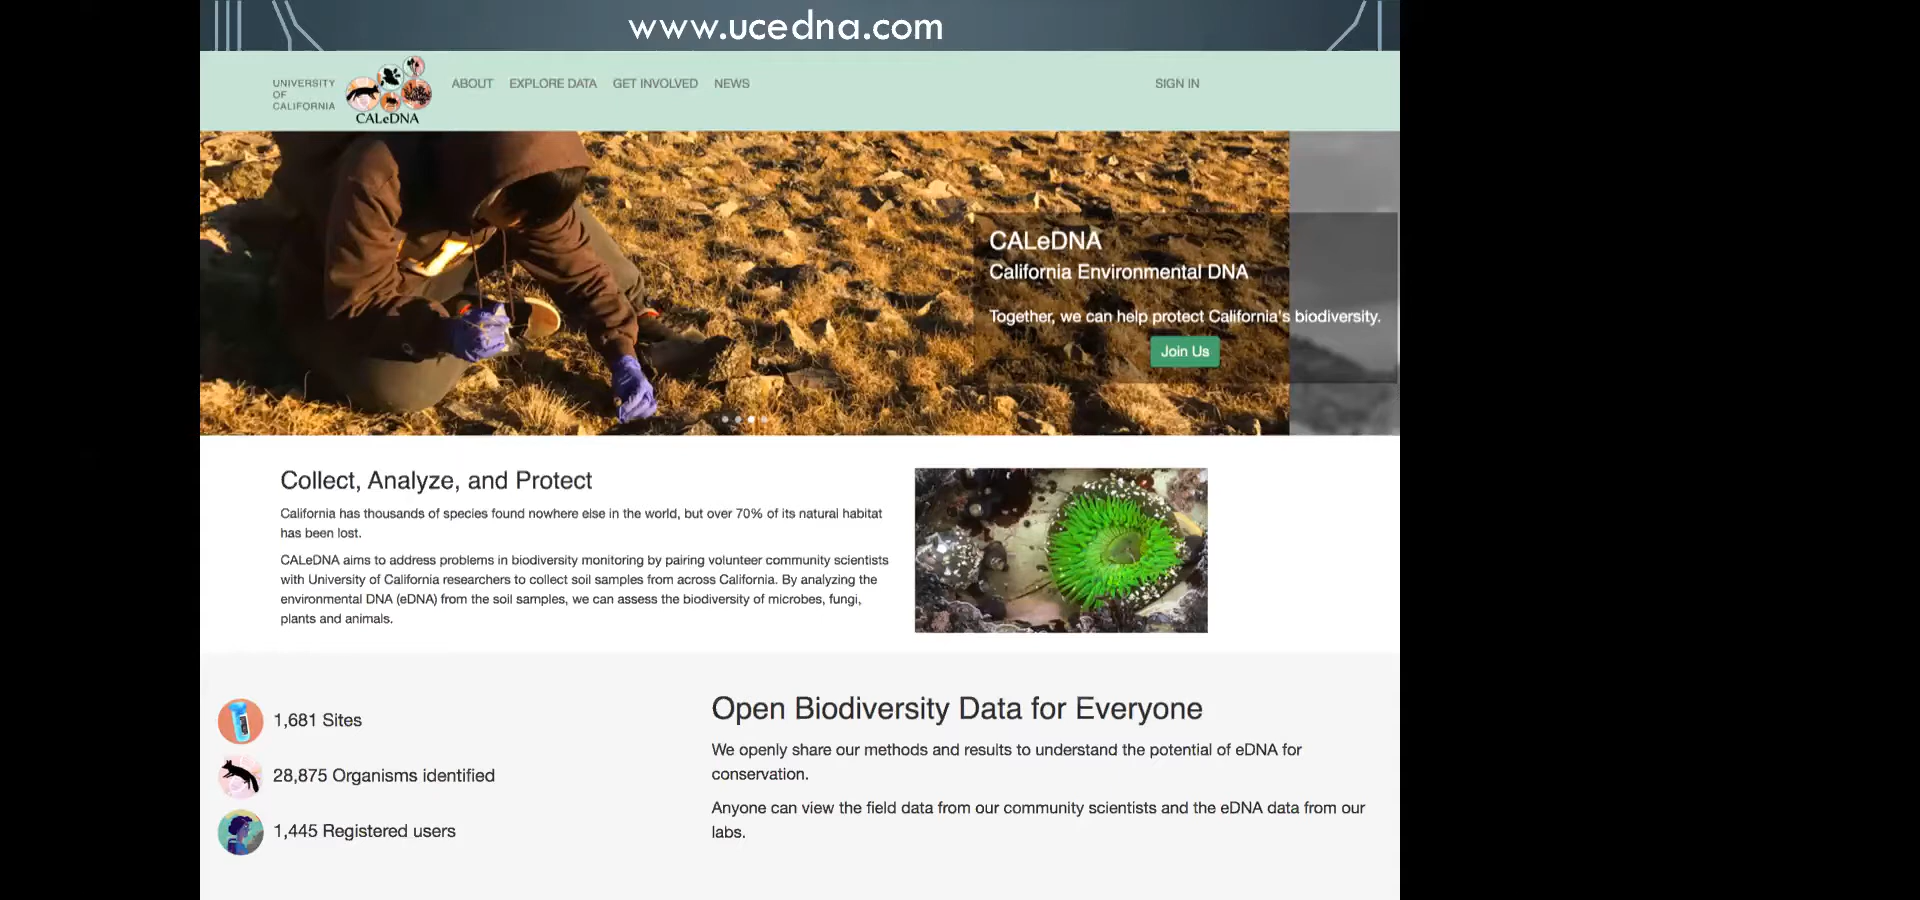 www.ucedna.com
UNIVERSITY
OF
CALIFORNIA
CALeDNA
ABOUT
EXPLORE DATA
GET INVOLVED
NEWS
SIGN IN
CALeDNA
California Environmental DNA
Together, we can help protect California's biodiversity.
Join Us
Collect, Analyze, and Protect
California has thousands of species found nowhere else in the world, but over 70% of its natural habitat
has been lost.
CALeDNA aims to address problems in biodiversity monitoring by pairing volunteer community scientists
with University of California researchers to collect soil samples from across California. By analyzing the
environmental DNA (eDNA) from the soil samples, we can assess the biodiversity of microbes, fungi,
plants and animals.
1,681 Sites
28,875 Organisms identified
1,445 Registered users
Open Biodiversity Data for Everyone
We openly share our methods and results to understand the potential of eDNA for
conservation.
Anyone can view the field data from our community scientists and the eDNA data from our
labs.